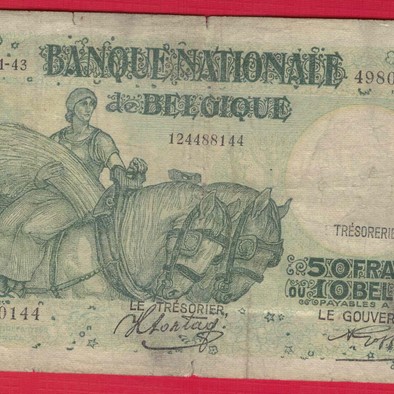 BANQUE NATIONALE
1-43
4980
de BELGIQUE
124488144
TRÉSORERIE
50 FRA
OU 10 BEL
PAYABLES A
0144
LE TRÉSORIER,
LE GOUVER